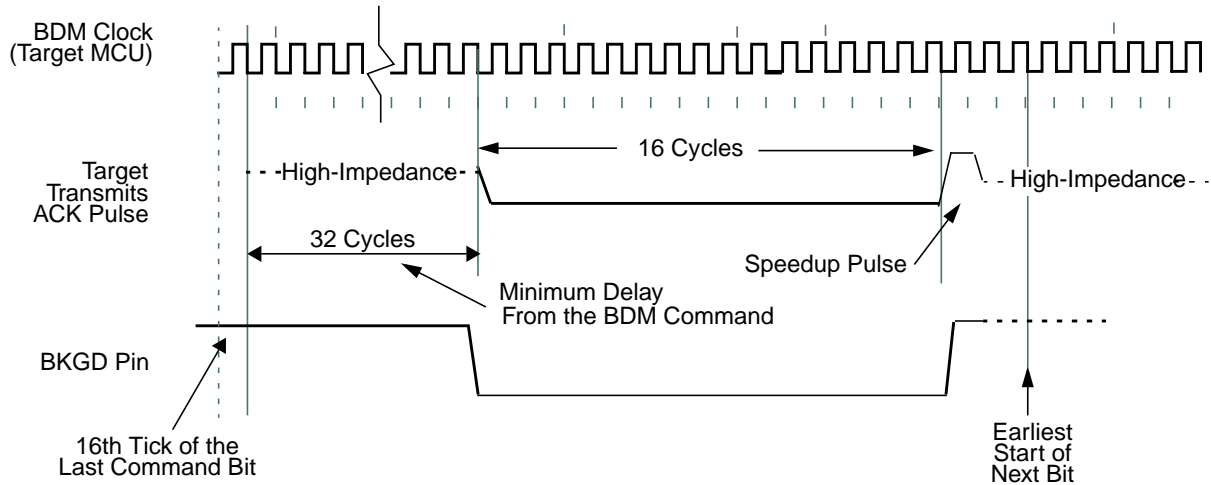 BDM Clock
(Target MCU)
16 Cycles
Target
Transmits
ACK Pulse
High-Impedance
High-Impedance
32 Cycles
Speedup Pulse
Minimum Delay
From the BDM Command
BKGD Pin
16th Tick of the
Last Command Bit
Earliest
Start of
Next Bit